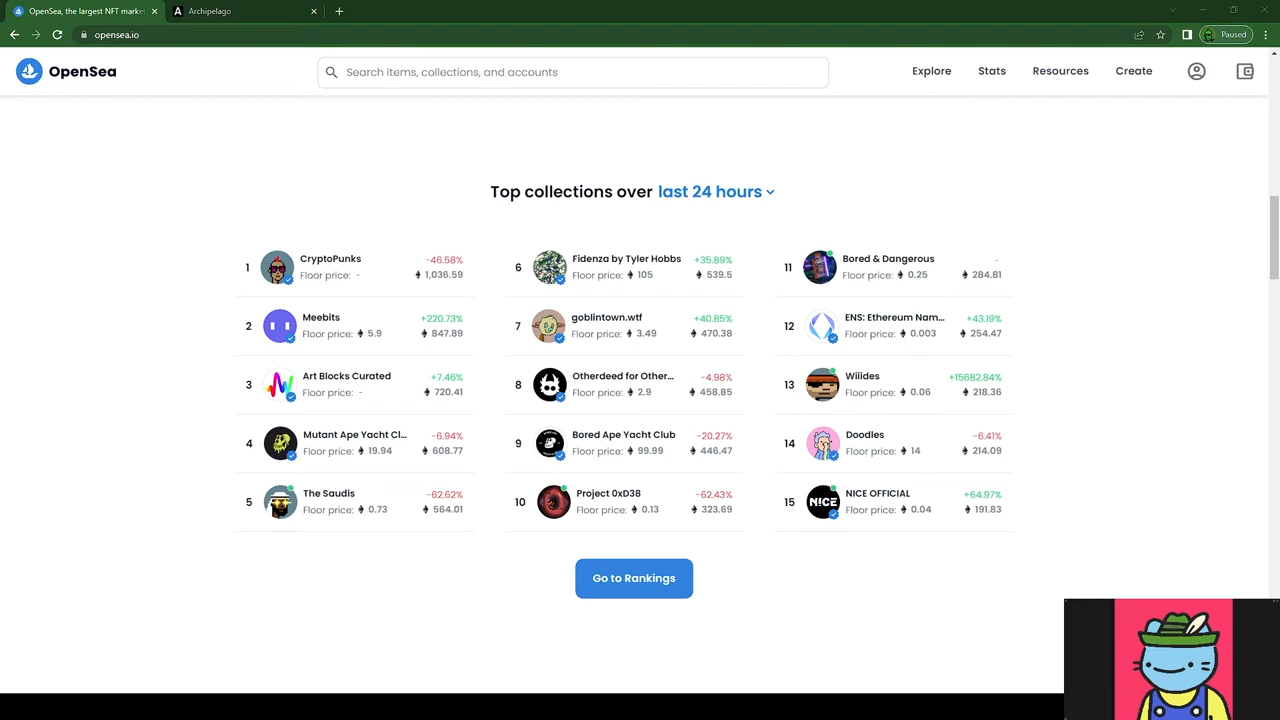 OpenSea, the largest NFT market
Archipelago
opensea.io
Paused
OpenSea
Search items, collections, and accounts
Explore
Stats
Resources
Create
Top collections over last 24 hours
1
CryptoPunks
-46.58%
Floor price: -
1,036.59
2
Meebits
+220.73%
Floor price: 5.9
847.89
3
Art Blocks Curated
+7.46%
Floor price: -
720.41
4
Mutant Ape Yacht Cl...
-6.94%
Floor price: 19.94
608.77
5
The Saudis
-62.62%
Floor price: 0.73
564.01
6
Fidenza by Tyler Hobbs
+35.89%
Floor price: 105
539.5
7
goblintown.wtf
+40.85%
Floor price: 3.49
470.38
8
Otherdeed for Other...
-4.98%
Floor price: 2.9
458.85
9
Bored Ape Yacht Club
-20.27%
Floor price: 99.99
446.47
10
Project 0xD38
-62.43%
Floor price: 0.13
323.69
11
Bored & Dangerous
-
Floor price: 0.25
284.81
12
ENS: Ethereum Nam...
+43.19%
Floor price: 0.003
254.47
13
Wiiides
+15682.84%
Floor price: 0.06
218.36
14
Doodles
-6.41%
Floor price: 14
214.09
15
N!CE
NICE OFFICIAL
+64.97%
Floor price: 0.04
191.83
Go to Rankings